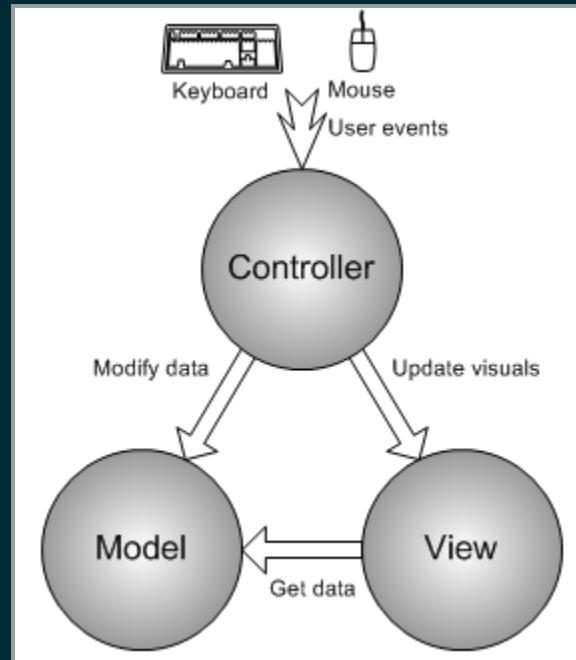 Keyboard
Mouse
User events
Controller
Modify data
Update visuals
Model
View
Get data